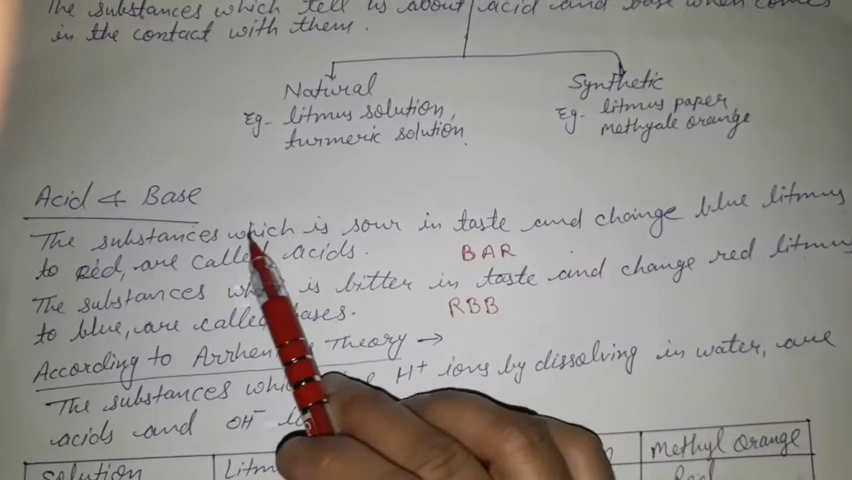 The substances which tell us about acid and base when comes
in the contact with them.
Natural
Eg- litmus solution,
turmeric solution.
Synthetic
Eg- litmus paper,
methyale orange
Acid & Base
The substances which is sour in taste and change blue litmus
to red, are called acids. BAR
The substances is bitter in taste and change red litmus
to blue, are called bases. RBB
According to Theory →
The substances H+ ions by dissolving in water, are
acids and OH-
Solution
Methyl Orange